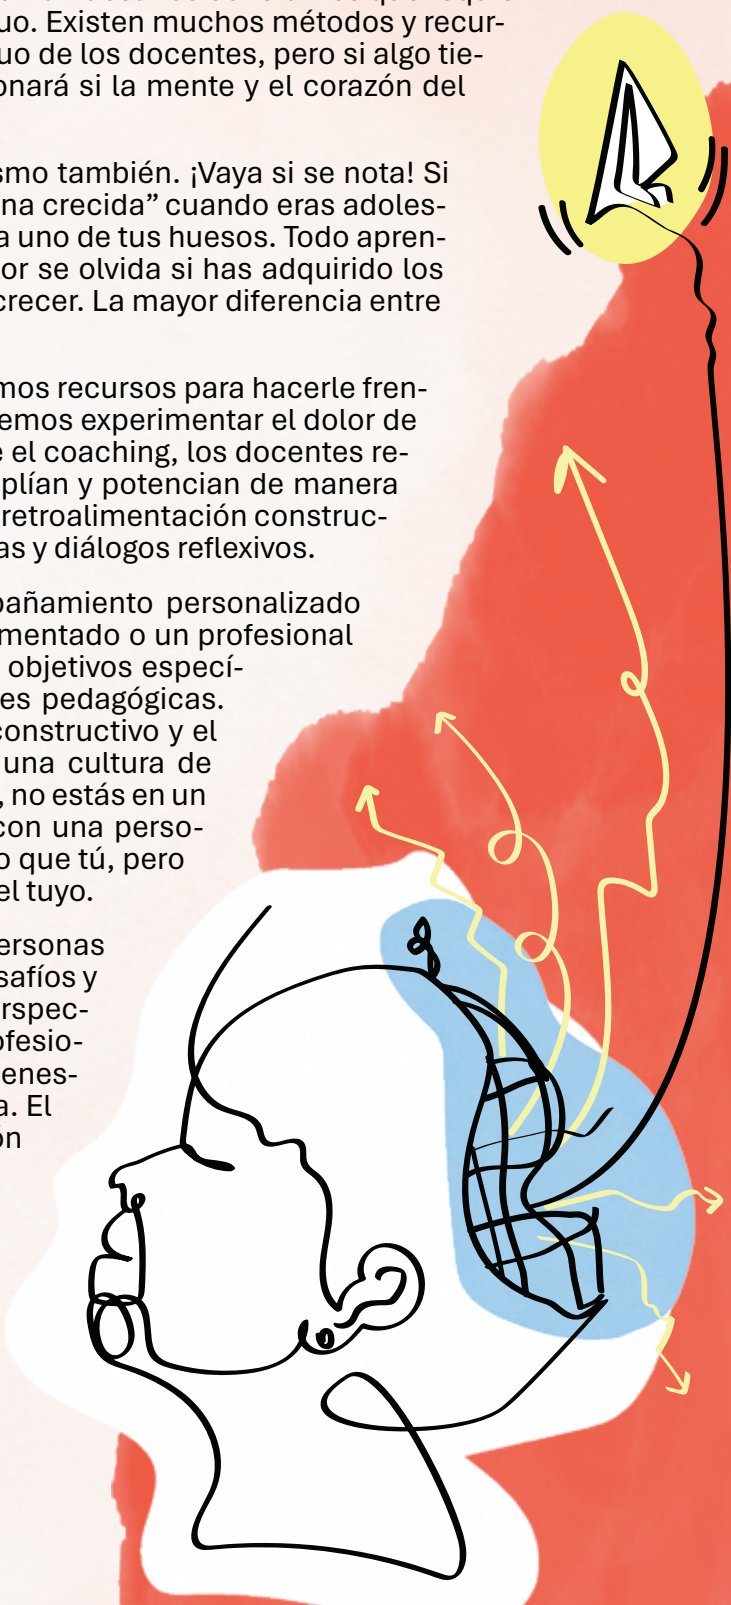 uo. Existen muchos métodos y recur-
uo de los docentes, pero si algo tie-
onará si la mente y el corazón del
smo también. ¡Vaya si se nota! Si
na crecida” cuando eras adoles-
a uno de tus huesos. Todo apren-
or se olvida si has adquirido los
crecer. La mayor diferencia entre
mos recursos para hacerle fren-
emos experimentar el dolor de
e el coaching, los docentes re-
plían y potencian de manera
retroalimentación construc-
as y diálogos reflexivos.
pañamiento personalizado
mentado o un profesional
objetivos especí-
es pedagógicas.
constructivo y el
una cultura de
, no estás en un
con una perso-
o que tú, pero
el tuyo.
ersonas
safíos y
rspec-
ofesio-
enes-
a. El
ón